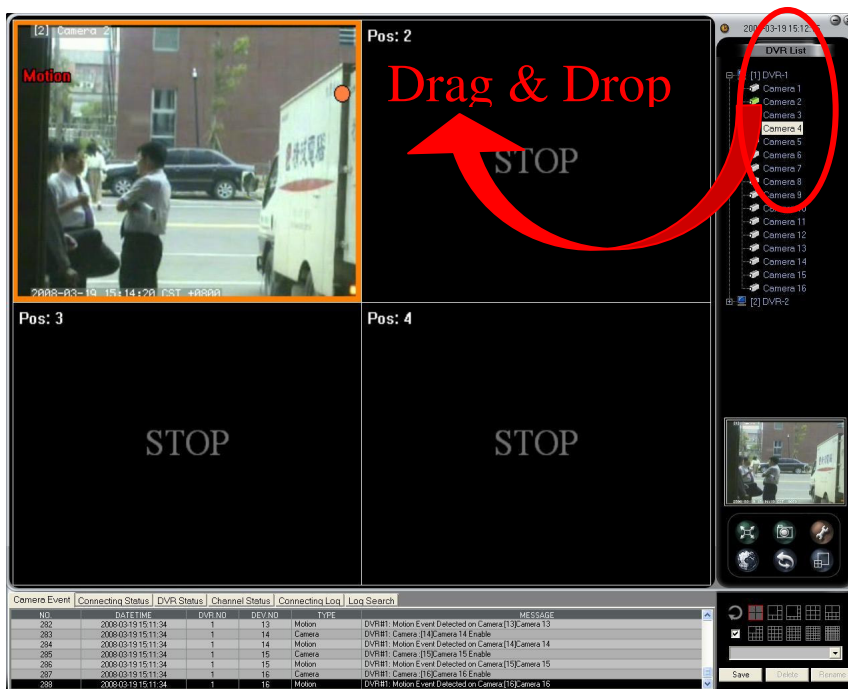 [2] Camera 2
Motion
2008-03-19 15:14:20 CST +0800
Pos: 2
Drag & Drop
STOP
Pos: 3
STOP
Pos: 4
STOP
DVR List
[1] DVR-1
Camera 1
Camera 2
Camera 3
Camera 4
Camera 5
Camera 6
Camera 7
Camera 8
Camera 9
Camera 11
Camera 12
Camera 13
Camera 14
Camera 15
Camera 16
[2] DVR-2
Camera Event Connecting Status DVR Status Channel Status Connecting Log Log Search
NO. DATETIME DVR.NO DEV.NO TYPE MESSAGE
282 2008-03-19 15:11:34 1 13 Motion DVR#1: Motion Event Detected on Camera:[13]Camera 13
283 2008-03-19 15:11:34 1 14 Camera DVR#1: Camera :[14]Camera 14 Enable
284 2008-03-19 15:11:34 1 14 Motion DVR#1: Motion Event Detected on Camera:[14]Camera 14
285 2008-03-19 15:11:34 1 15 Camera DVR#1: Camera :[15]Camera 15 Enable
286 2008-03-19 15:11:34 1 15 Motion DVR#1: Motion Event Detected on Camera:[15]Camera 15
287 2008-03-19 15:11:34 1 16 Camera DVR#1: Camera :[16]Camera 16 Enable
288 2008-03-19 15:11:34 1 16 Motion DVR#1: Motion Event Detected on Camera:[16]Camera 16
Save Delete Rename